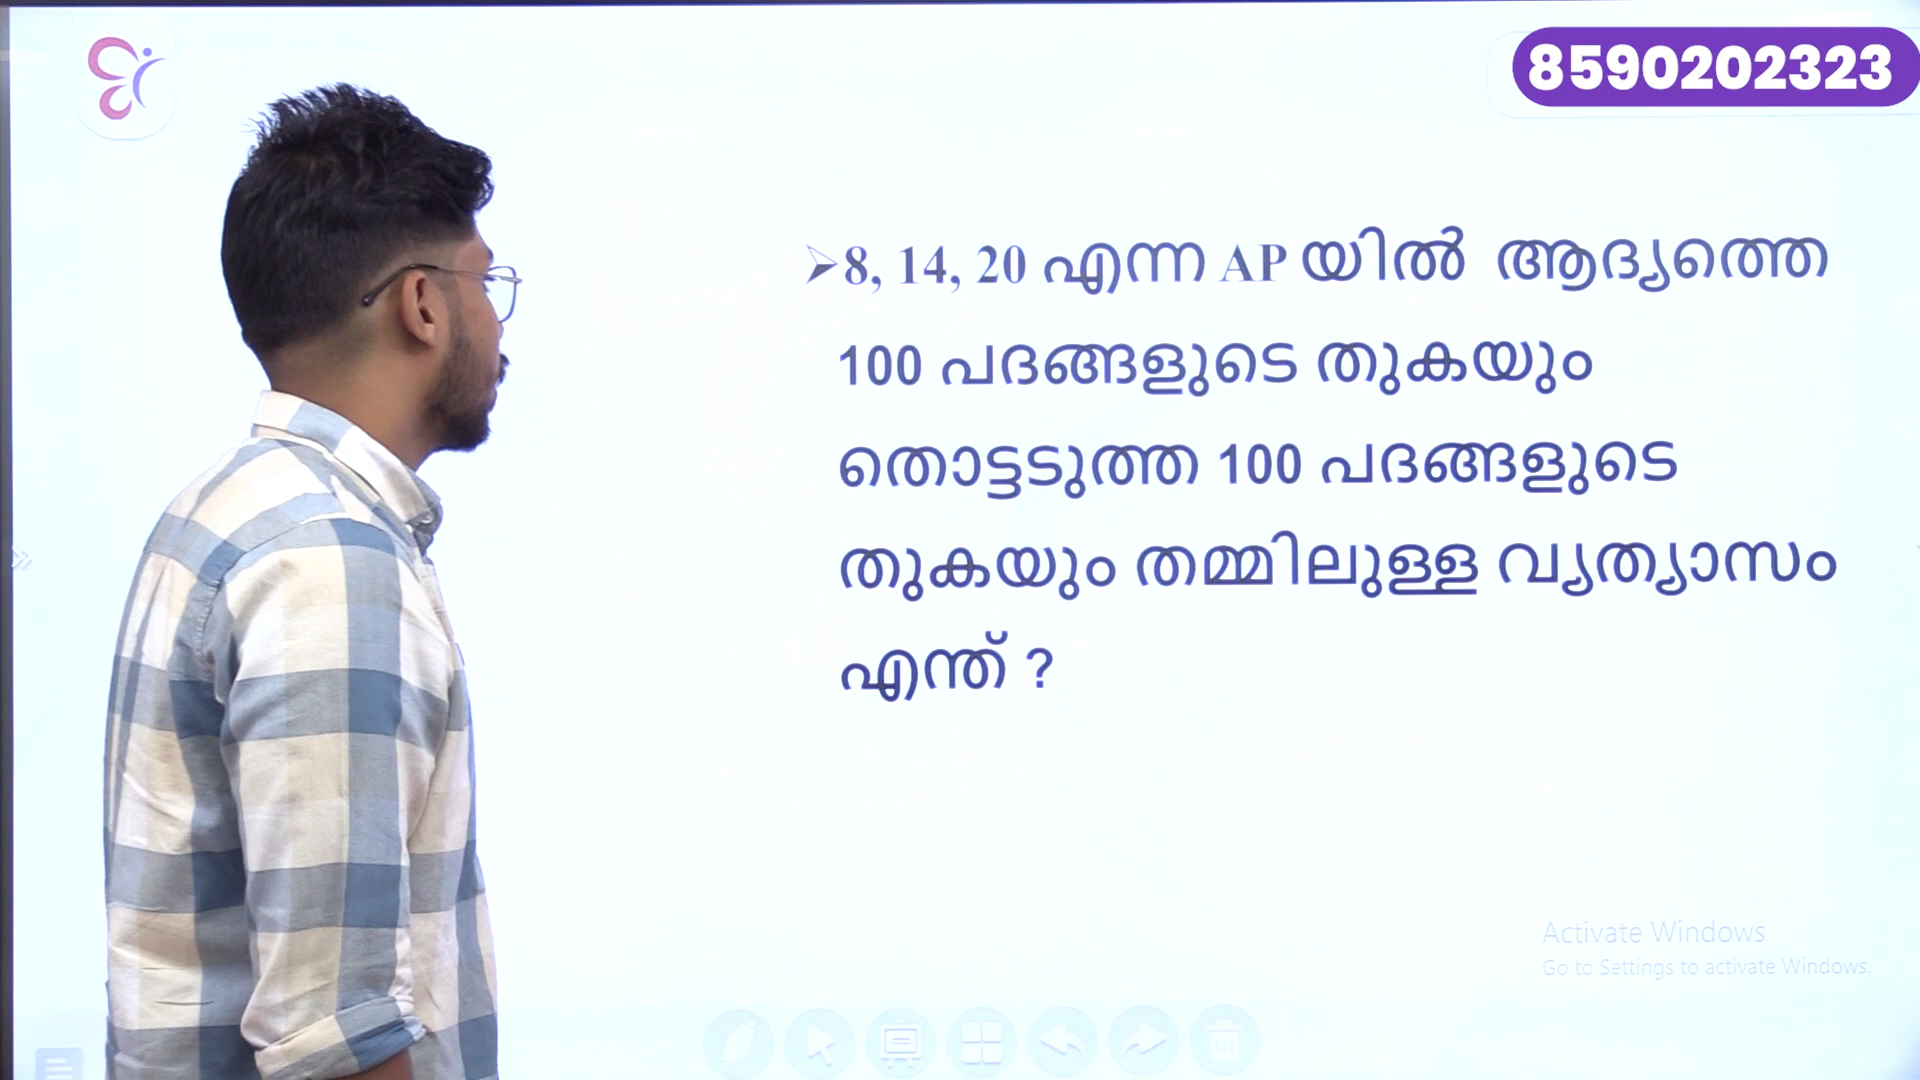 8590202323
➢8, 14, 20 എന്ന AP യിൽ ആദ്യത്തെ
100 പദങ്ങളുടെ തുകയും
തൊട്ടടുത്ത 100 പദങ്ങളുടെ
തുകയും തമ്മിലുള്ള വ്യത്യാസം
എന്ത് ?
Activate Windows
Go to Settings to activate Windows.